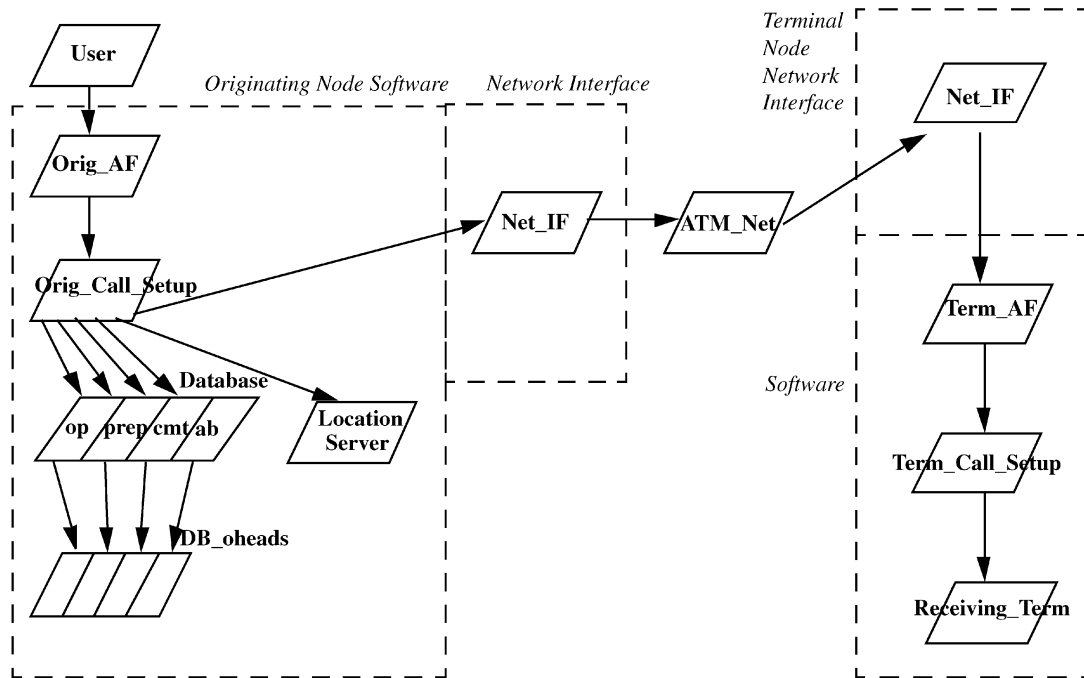 User
Originating Node Software
Network Interface
Terminal
Node
Network
Interface
Net_IF
Orig_AF
Net_IF
ATM_Net
Orig_Call_Setup
Term_AF
Database
Software
op prep cmt ab
Location
Server
Term_Call_Setup
DB_oheads
Receiving_Term